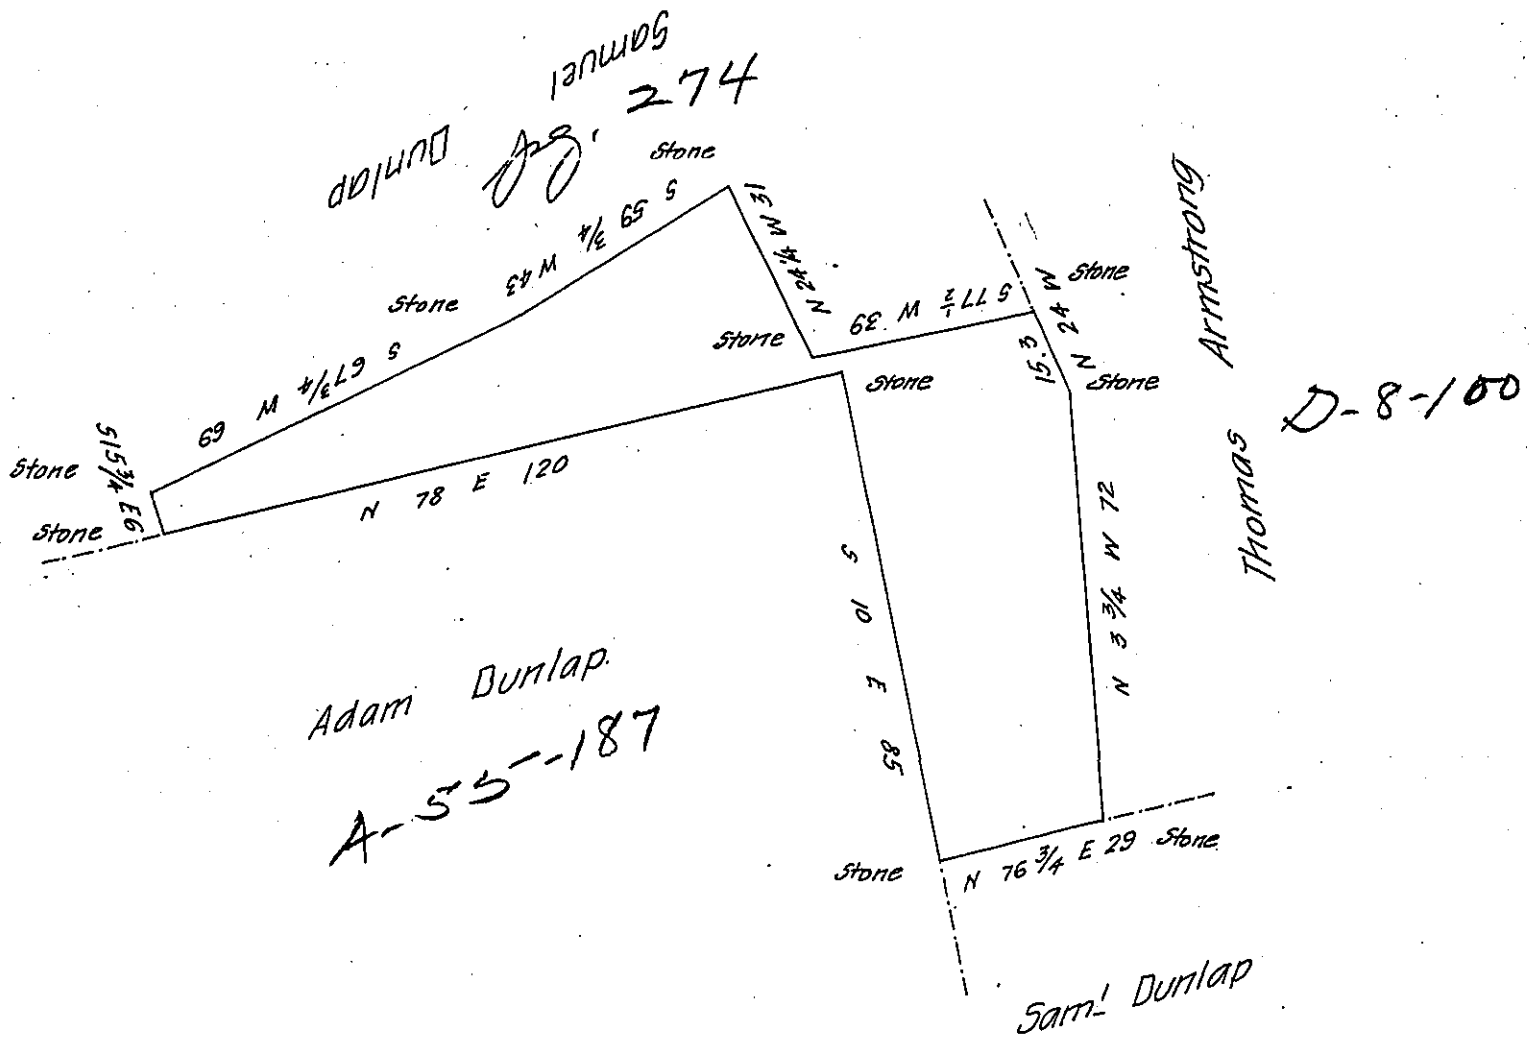 Samuel Dunlap
pg. 274
Stone
S 59 3/4 W 43
N 24 1/4 W 31
Stone
S 67 3/4 W 69
Stone
S 77 1/2 W 39
Stone
N 24 W 15.3
Stone
Stone
Thomas Armstrong
D-8-100
Stone
S 15 3/4 E 6
Stone
N 78 E 120
S 10 E 85
N 3 3/4 W 72
Adam Dunlap.
A-55-187
Stone
N 76 3/4 E 29
Stone
Saml Dunlap